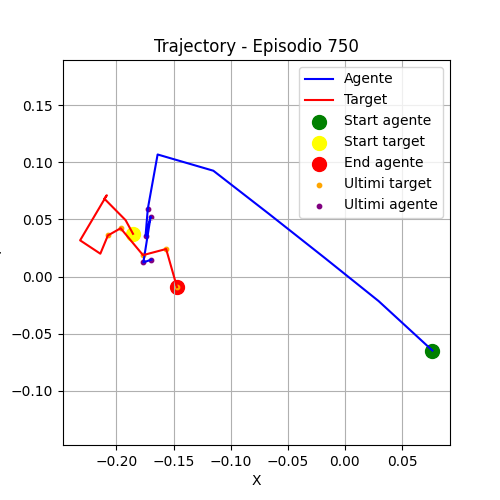 Trajectory - Episodio 750
Agente
Target
Start agente
Start target
End agente
Ultimi target
Ultimi agente
0.15
0.10
0.05
0.00
−0.05
−0.10
−0.20 −0.15 −0.10 −0.05 0.00 0.05
X